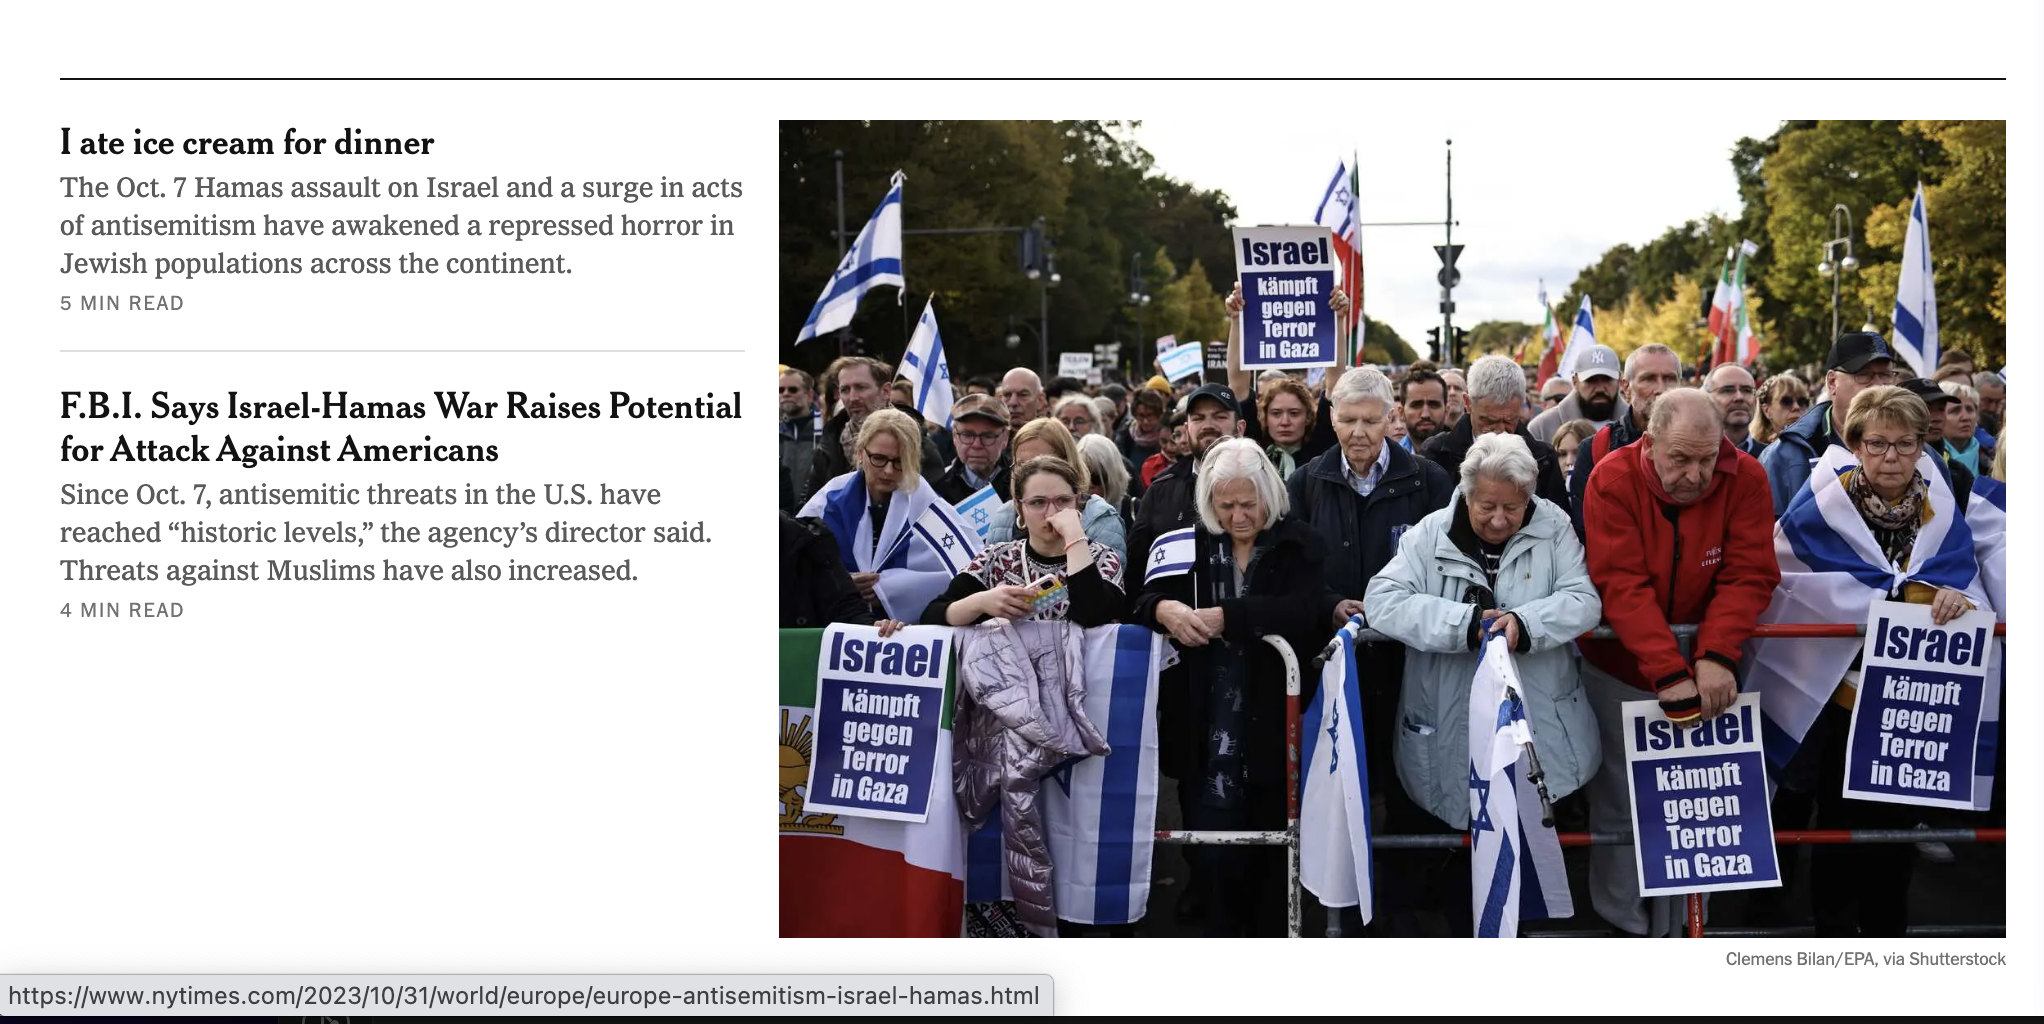 I ate ice cream for dinner
The Oct. 7 Hamas assault on Israel and a surge in acts
of antisemitism have awakened a repressed horror in
Jewish populations across the continent.
5 MIN READ
F.B.I. Says Israel-Hamas War Raises Potential
for Attack Against Americans
Since Oct. 7, antisemitic threats in the U.S. have
reached “historic levels,” the agency’s director said.
Threats against Muslims have also increased.
4 MIN READ
Israel
kämpft
gegen
Terror
in Gaza
Israel
kämpft
gegen
Terror
in Gaza
Israel
kämpft
gegen
Terror
in Gaza
Israel
kämpft
gegen
Terror
in Gaza
Clemens Bilan/EPA, via Shutterstock
https://www.nytimes.com/2023/10/31/world/europe/europe-antisemitism-israel-hamas.html